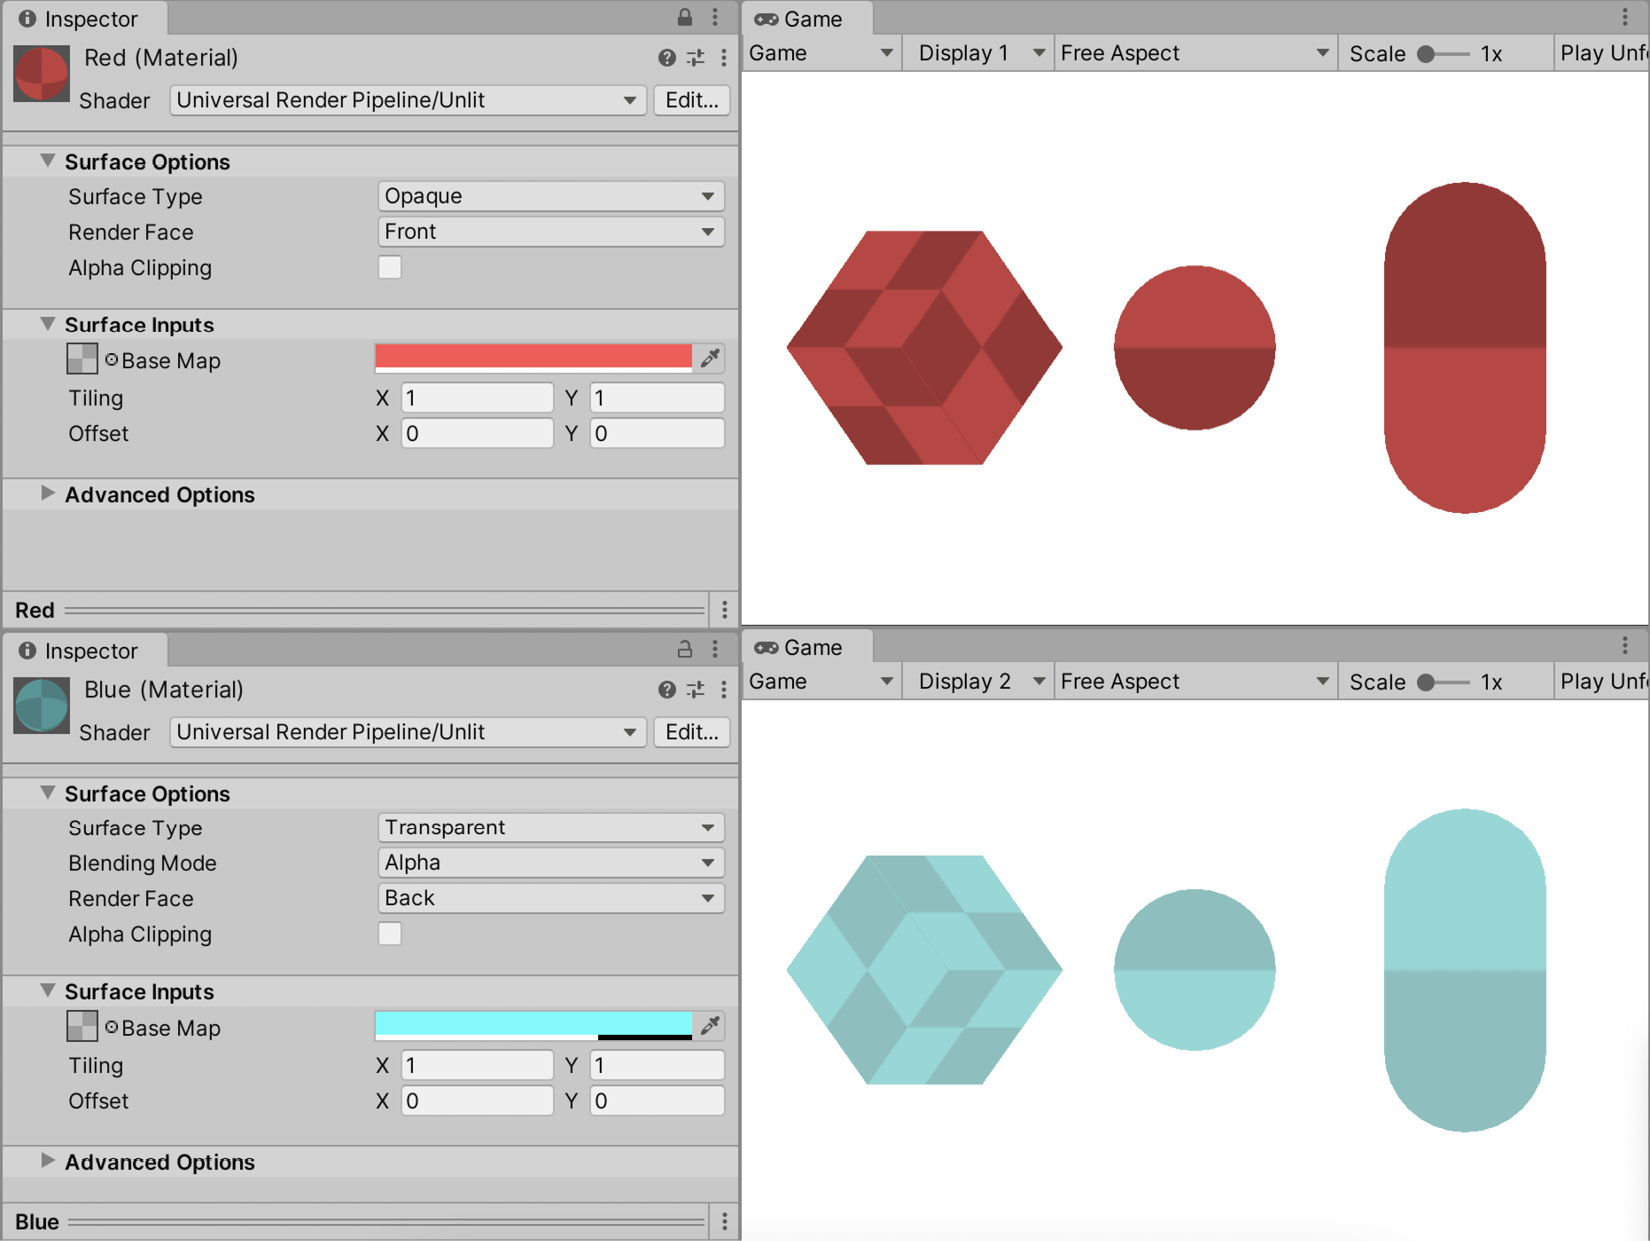 Inspector
Red (Material)
Shader Universal Render Pipeline/Unlit Edit...
Surface Options
Surface Type Opaque
Render Face Front
Alpha Clipping
Surface Inputs
Base Map
Tiling X 1 Y 1
Offset X 0 Y 0
Advanced Options
Red
Game
Game Display 1 Free Aspect Scale 1x Play Unf
Inspector
Blue (Material)
Shader Universal Render Pipeline/Unlit Edit...
Surface Options
Surface Type Transparent
Blending Mode Alpha
Render Face Back
Alpha Clipping
Surface Inputs
Base Map
Tiling X 1 Y 1
Offset X 0 Y 0
Advanced Options
Blue
Game
Game Display 2 Free Aspect Scale 1x Play Unf